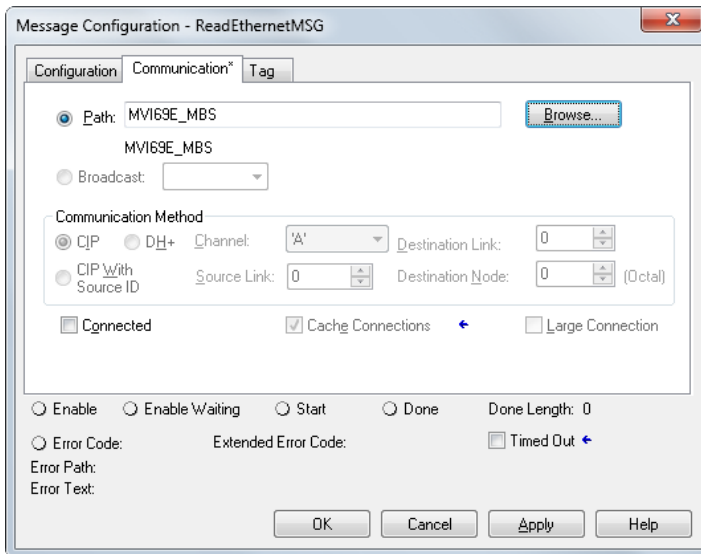 Message Configuration - ReadEthernetMSG
Configuration Communication* Tag
Path: MVI69E_MBS Browse...
MVI69E_MBS
Broadcast:
Communication Method
CIP DH+ Channel: 'A' Destination Link: 0
CIP With Source ID Source Link: 0 Destination Node: 0 (Octal)
Connected Cache Connections Large Connection
Enable Enable Waiting Start Done Done Length: 0
Error Code: Extended Error Code: Timed Out
Error Path:
Error Text:
OK Cancel Apply Help